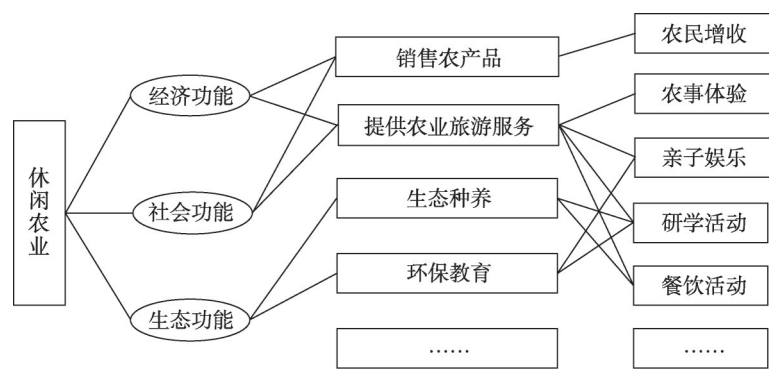 休闲农业
经济功能
社会功能
生态功能
销售农产品
提供农业旅游服务
生态种养
环保教育
……
农民增收
农事体验
亲子娱乐
研学活动
餐饮活动
……